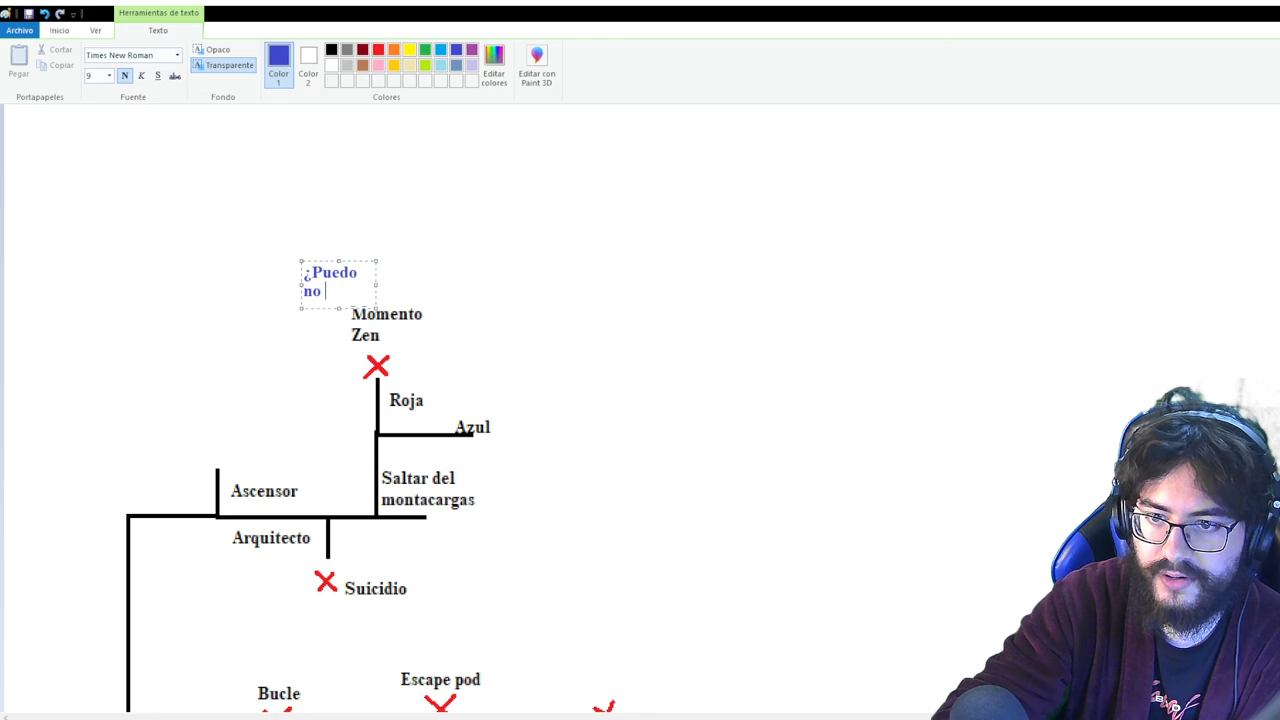 Herramientas de texto
Archivo
Inicio
Ver
Texto
Pegar
Cortar
Copiar
Times New Roman
9
N
K
S
abc
Opaco
Transparente
Color
1
Color
2
Editar
colores
Editar con
Paint 3D
Portapapeles
Fuente
Fondo
Colores
¿Puedo
no
Momento
Zen
Roja
Azul
Saltar del
montacargas
Ascensor
Arquitecto
Suicidio
Escape pod
Bucle